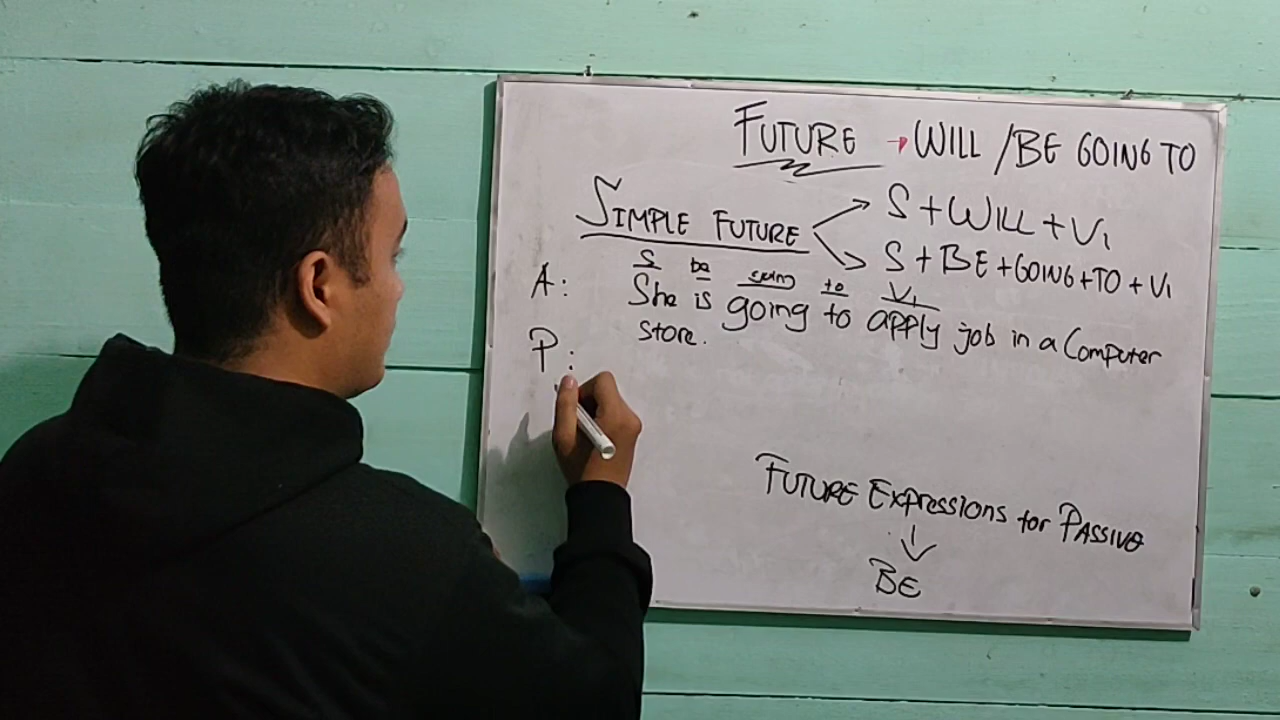 FUTURE → WILL / BE GOING TO
SIMPLE FUTURE
S + WILL + V1
S + BE + GOING + TO + V1
S be going to V1
A: She is going to apply job in a Computer
store.
P:
FUTURE Expressions for PASSIVE
↓
BE